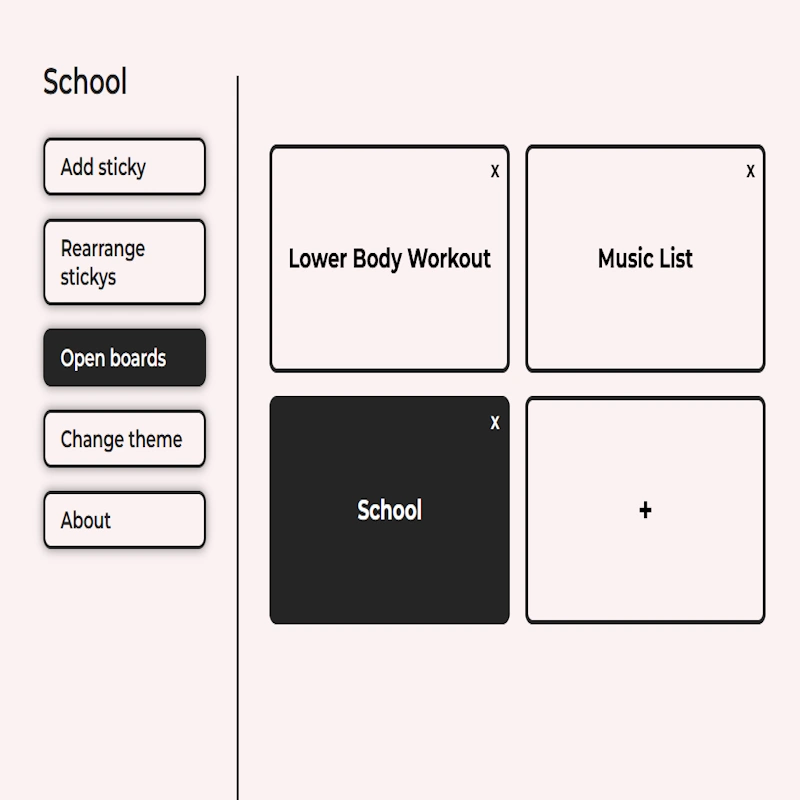 School
Add sticky
Rearrange
stickys
Open boards
Change theme
About
x
Lower Body Workout
x
Music List
x
School
+